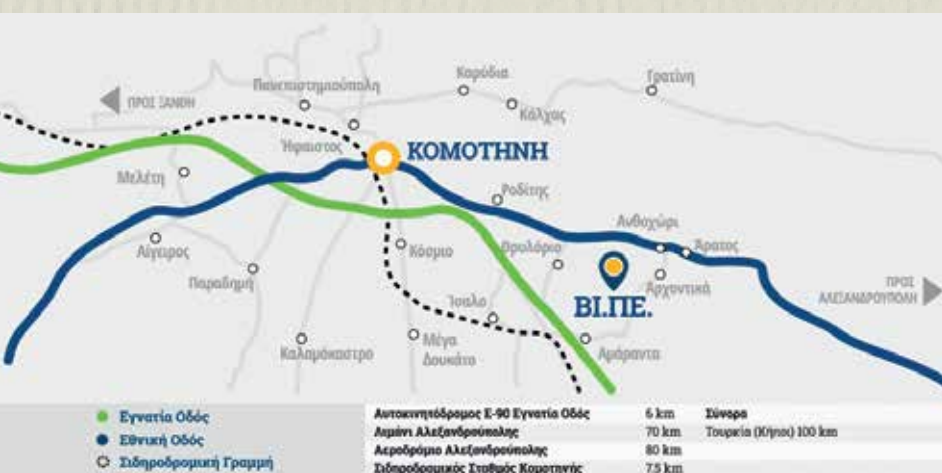 Πανεπιστημιούπολη
Καρύδια
Γρατίνη
ΠΡΟΣ ΞΑΝΘΗ
Κάλχας
Ήφαιστος
ΚΟΜΟΤΗΝΗ
Μελέτη
Ροδίτης
Ανθοχώρι
Αίγειρος
Κόσμιο
Θρυλόριο
Άρατος
Παραδημή
Αρχοντικά
ΠΡΟΣ
ΑΛΕΞΑΝΔΡΟΥΠΟΛΗ
Ίσαλο
ΒΙ.ΠΕ.
Καλαμόκαστρο
Μέγα
Δουκάτο
Αμάραντα
Εγνατία Οδός
Εθνική Οδός
Σιδηροδρομική Γραμμή
Αυτοκινητόδρομος Ε-90 Εγνατία Οδός 6 km Σύνορα
Λιμάνι Αλεξανδρούπολης 70 km Τουρκία (Κήποι) 100 km
Αεροδρόμιο Αλεξανδρούπολης 80 km
Σιδηροδρομικός Σταθμός Κομοτηνής 7.5 km